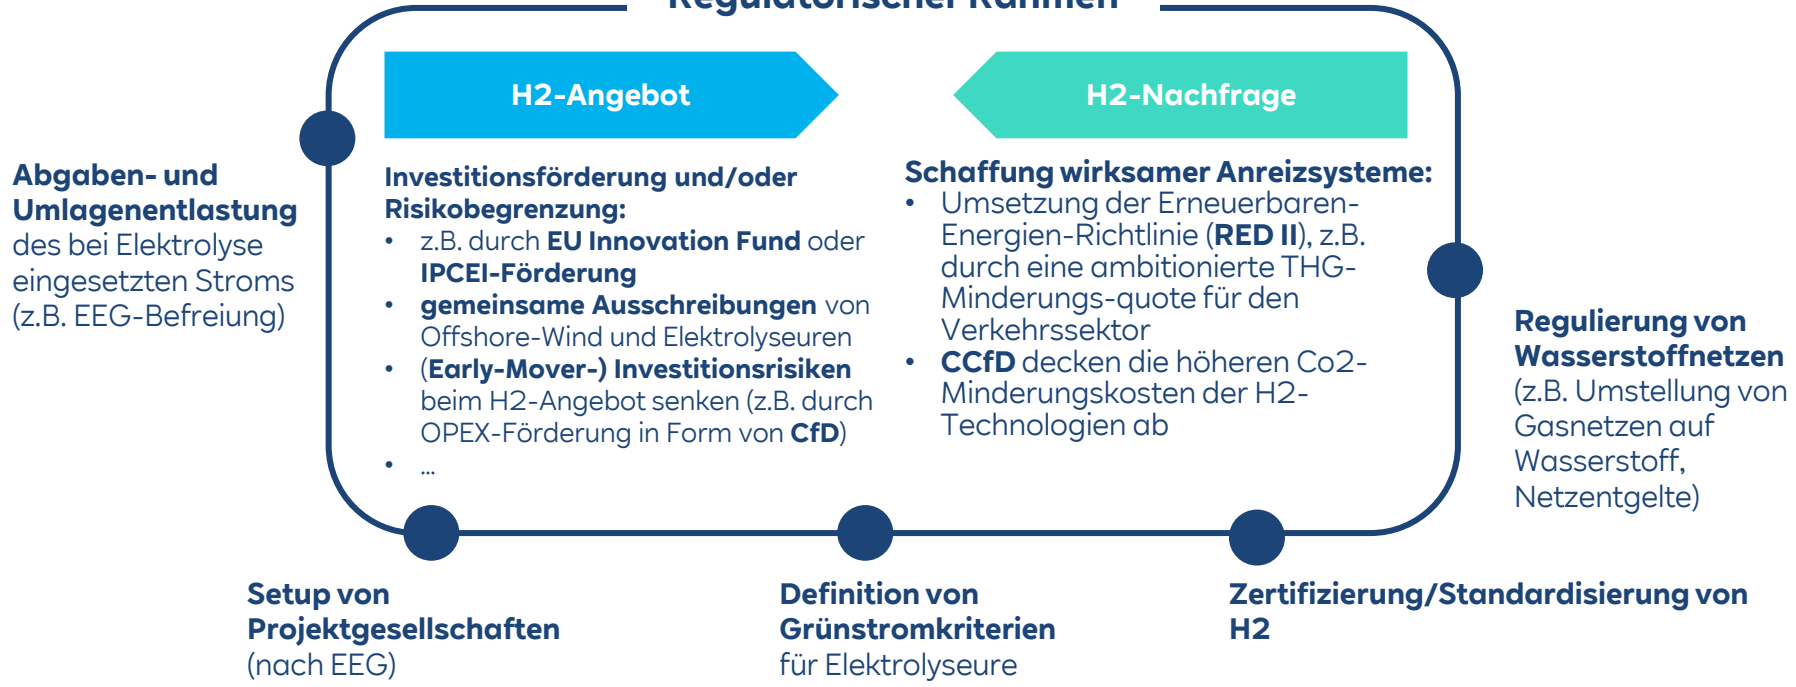 Regulatorischer Rahmen
H2-Angebot
H2-Nachfrage
Abgaben- und
Umlagenentlastung
des bei Elektrolyse
eingesetzten Stroms
(z.B. EEG-Befreiung)
Investitionsförderung und/oder
Risikobegrenzung:
• z.B. durch EU Innovation Fund oder
IPCEI-Förderung
• gemeinsame Ausschreibungen von
Offshore-Wind und Elektrolyseuren
• (Early-Mover-) Investitionsrisiken
beim H2-Angebot senken (z.B. durch
OPEX-Förderung in Form von CfD)
• ...
Schaffung wirksamer Anreizsysteme:
• Umsetzung der Erneuerbaren-
Energien-Richtlinie (RED II), z.B.
durch eine ambitionierte THG-
Minderungs-quote für den
Verkehrssektor
• CCfD decken die höheren Co2-
Minderungskosten der H2-
Technologien ab
Regulierung von
Wasserstoffnetzen
(z.B. Umstellung von
Gasnetzen auf
Wasserstoff,
Netzentgelte)
Setup von
Projektgesellschaften
(nach EEG)
Definition von
Grünstromkriterien
für Elektrolyseure
Zertifizierung/Standardisierung von
H2